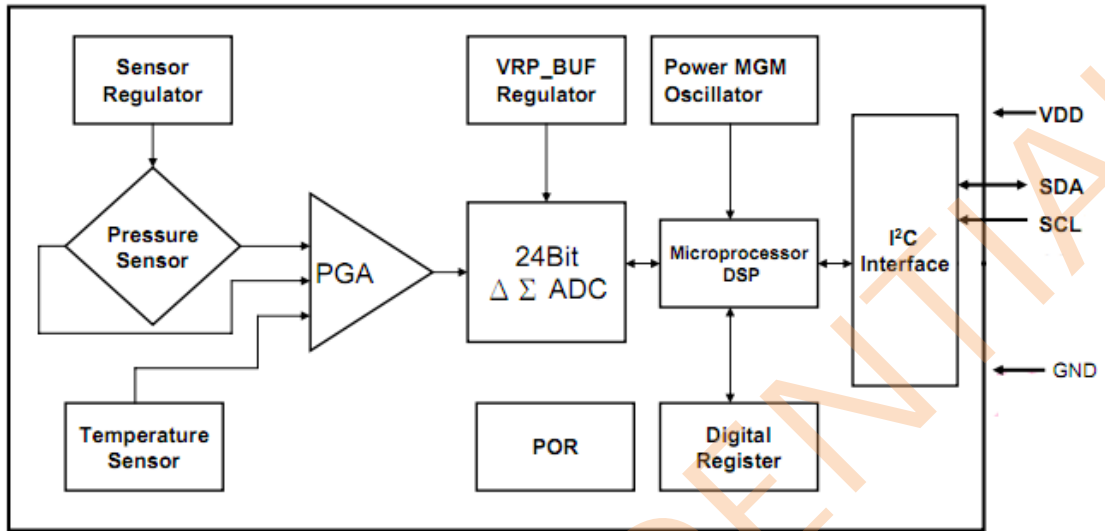 Sensor
Regulator
VRP_BUF
Regulator
Power MGM
Oscillator
VDD
SDA
SCL
Pressure
Sensor
PGA
24Bit
Δ Σ ADC
Microprocessor
DSP
I²C
Interface
GND
Temperature
Sensor
POR
Digital
Register
ENTIA